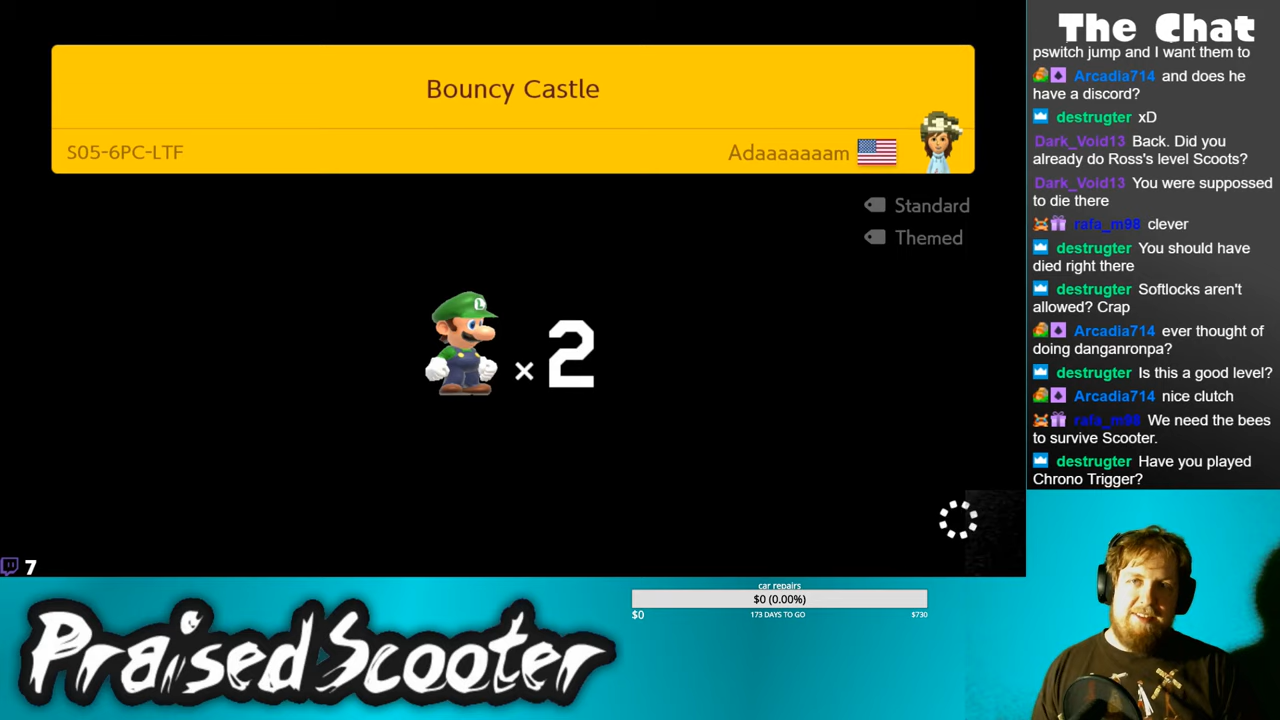 Bouncy Castle
S05-6PC-LTF
Adaaaaaaam
Standard
Themed
L
× 2
7
The Chat
pswitch jump and I want them to
Arcadia714 and does he
have a discord?
destrugter xD
Dark_Void13 Back. Did you
already do Ross's level Scoots?
Dark_Void13 You were suppossed
to die there
rafa_m98 clever
destrugter You should have
died right there
destrugter Softlocks aren't
allowed? Crap
Arcadia714 ever thought of
doing danganronpa?
destrugter Is this a good level?
Arcadia714 nice clutch
rafa_m98 We need the bees
to survive Scooter.
destrugter Have you played
Chrono Trigger?
PraisedScooter
car repairs
$0 (0.00%)
$0 173 DAYS TO GO $730